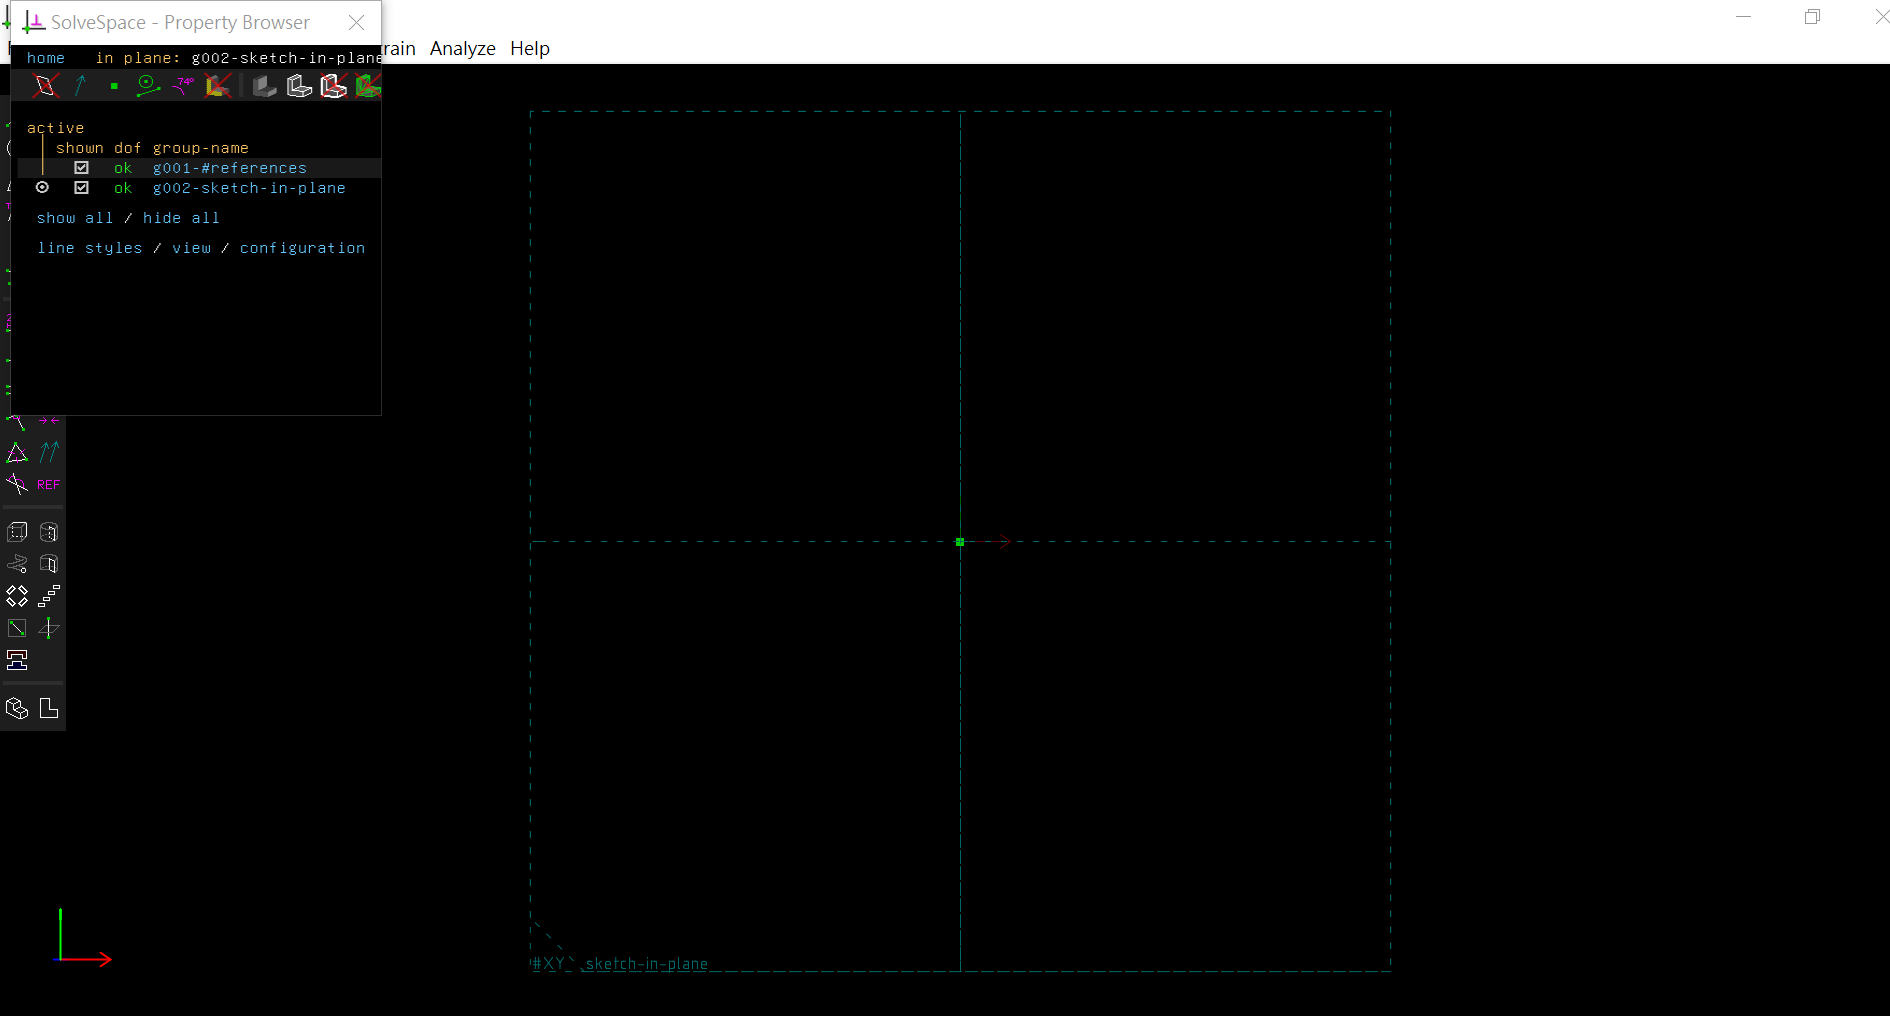 SolveSpace - Property Browser
rain Analyze Help
home in plane: g002-sketch-in-plane
74°
active
shown dof group-name
ok g001-#references
ok g002-sketch-in-plane
show all / hide all
line styles / view / configuration
REF
#XY sketch-in-plane